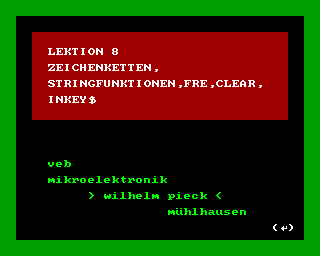 LEKTION 8
ZEICHENKETTEN,
STRINGFUNKTIONEN,FRE,CLEAR,
INKEY$
veb
mikroelektronik
> wilhelm pieck <
mühlhausen
(↵)